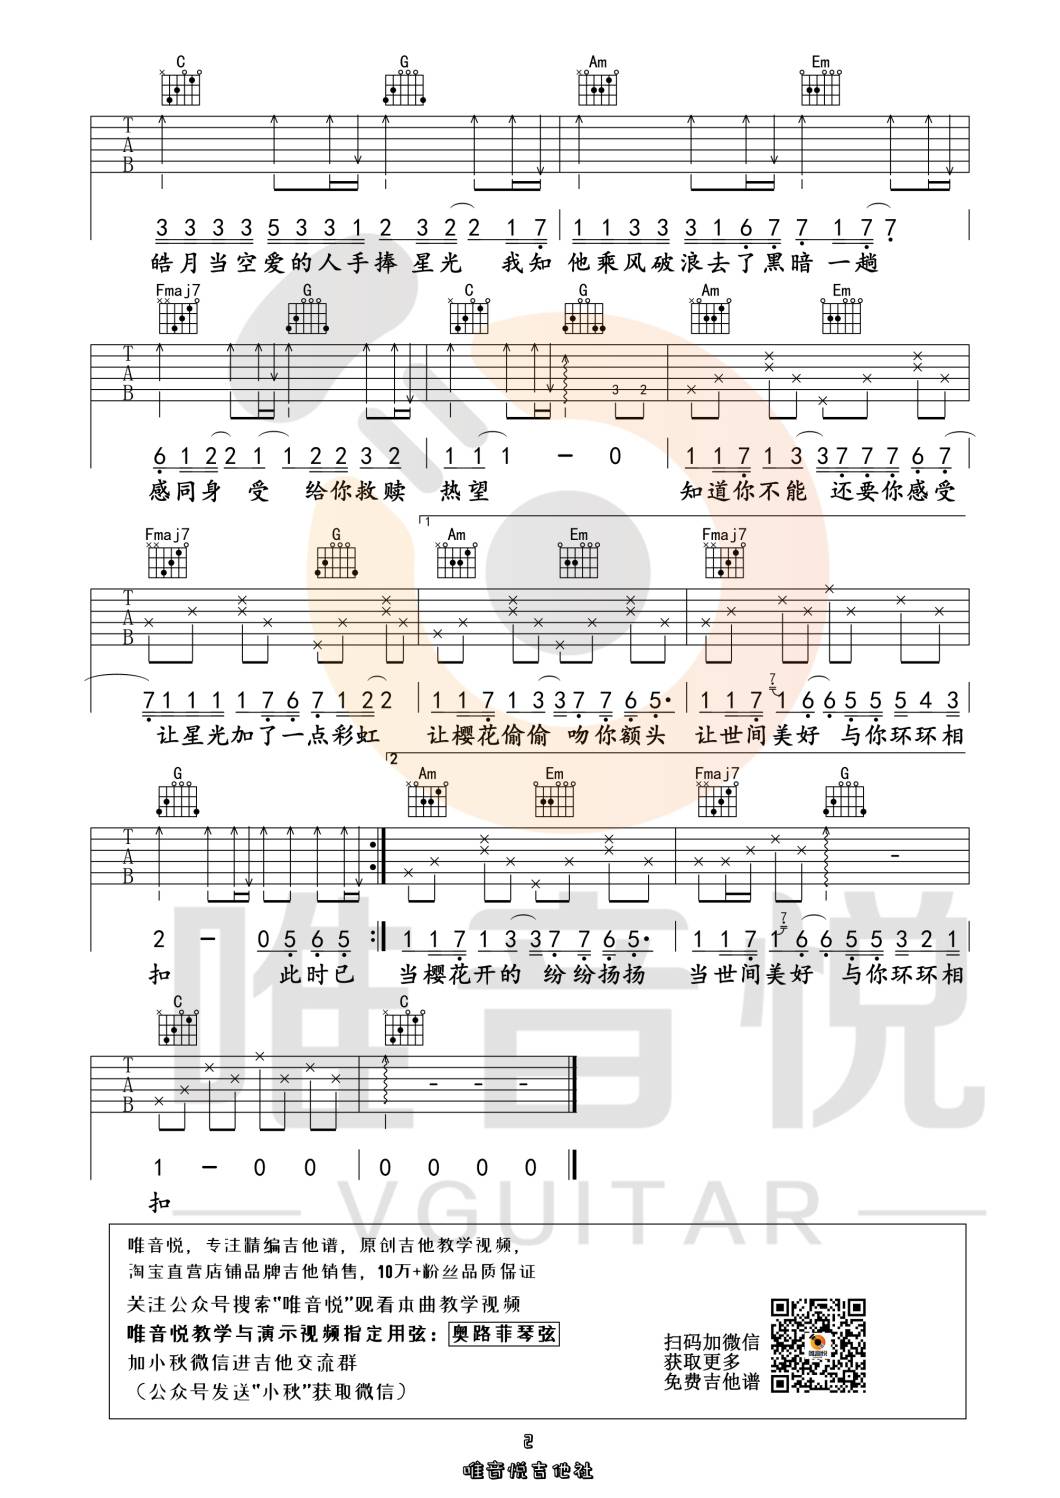 C G Am Em
T
A
B
3 3 3 3 5 3 3 1 2 3 2 2 1 7 1 1 3 3 3 1 6 7 7 1 7 7
皓月当空爱的人手捧 星光 我知 他乘风破浪去了黑暗 一趟
Fmaj7 G C G Am Em
T
A
B
3 2
6 1 2 2 1 1 2 2 3 2 1 1 1 - 0 1 1 7 1 3 3 7 7 7 6 7
感同身 受 给你救赎 热望 知道你不能 还要你感受
1
Fmaj7 G Am Em Fmaj7
T
A
B
7 1 1 1 1 7 6 7 1 2 2 1 1 7 1 3 3 7 7 6 5· 1 1 7 7 1 6 6 5 5 5 4 3
让星光加了一点彩虹 让樱花偷偷 吻你额头 让世间美好 与你环环相
2
G Am Em Fmaj7 G
T
A
B
-
2 - 0 5 6 5 : 1 1 7 1 3 3 7 7 6 5· 1 1 7 7 1 6 6 5 5 3 2 1
扣 此时已 当樱花开的 纷纷扬扬 当世间美好 与你环环相
C C
T
A
B
- - -
1 - 0 0 0 0 0 0
扣
唯音悦
VGUITAR
唯音悦，专注精编吉他谱，原创吉他教学视频，
淘宝直营店铺品牌吉他销售，10万+粉丝品质保证
关注公众号搜索"唯音悦"观看本曲教学视频
唯音悦教学与演示视频指定用弦：奥路菲琴弦
加小秋微信进吉他交流群
（公众号发送"小秋"获取微信）
扫码加微信
获取更多
免费吉他谱
唯音悦
2
唯音悦吉他社